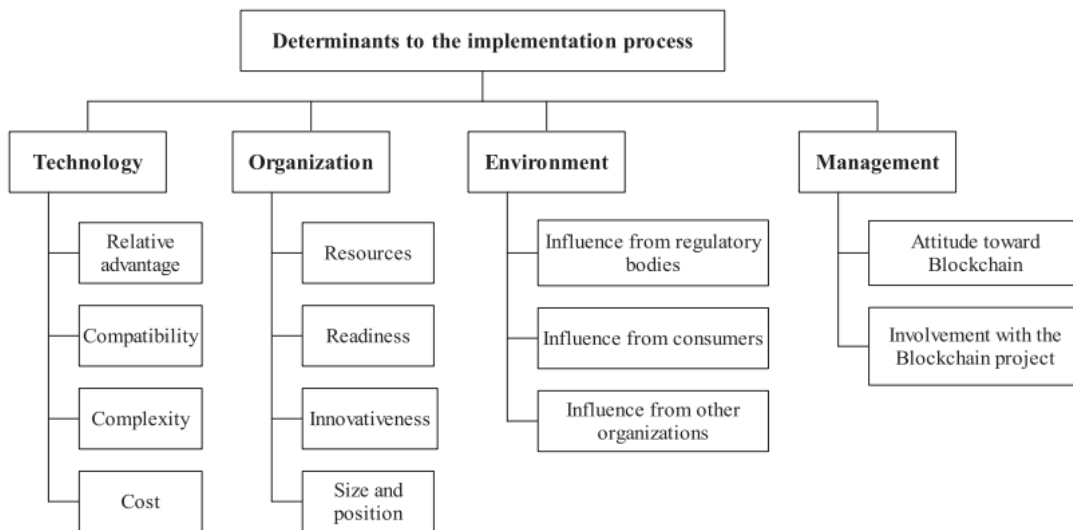 Determinants to the implementation process
Technology
Organization
Environment
Management
Relative
advantage
Compatibility
Complexity
Cost
Resources
Readiness
Innovativeness
Size and
position
Influence from regulatory
bodies
Influence from consumers
Influence from other
organizations
Attitude toward
Blockchain
Involvement with the
Blockchain project